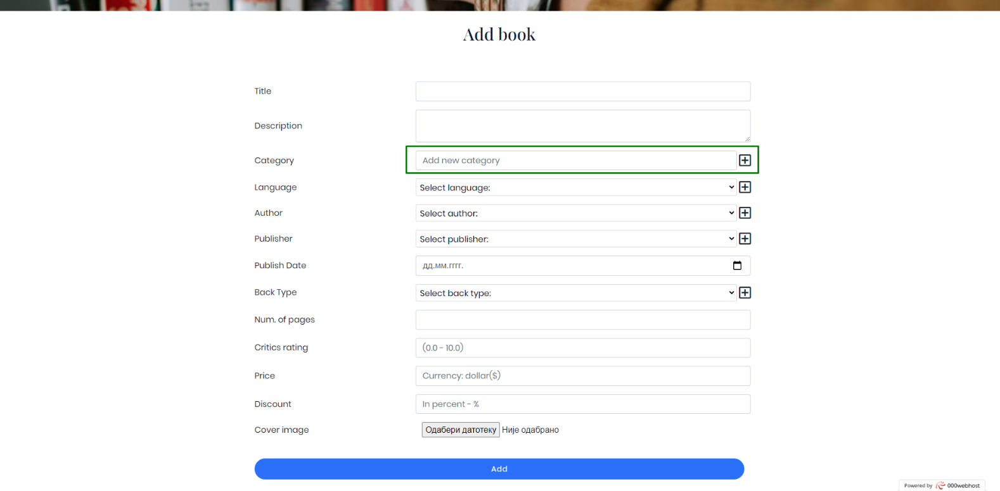 Add book
Title
Description
Category Add new category
Language Select language:
Author Select author:
Publisher Select publisher:
Publish Date дд.мм.гггг.
Back Type Select back type:
Num. of pages
Critics rating (0.0 - 10.0)
Price Currency: dollar($)
Discount In percent - %
Cover image Одабери датотеку Није одабрано
Add
Powered by 000webhost